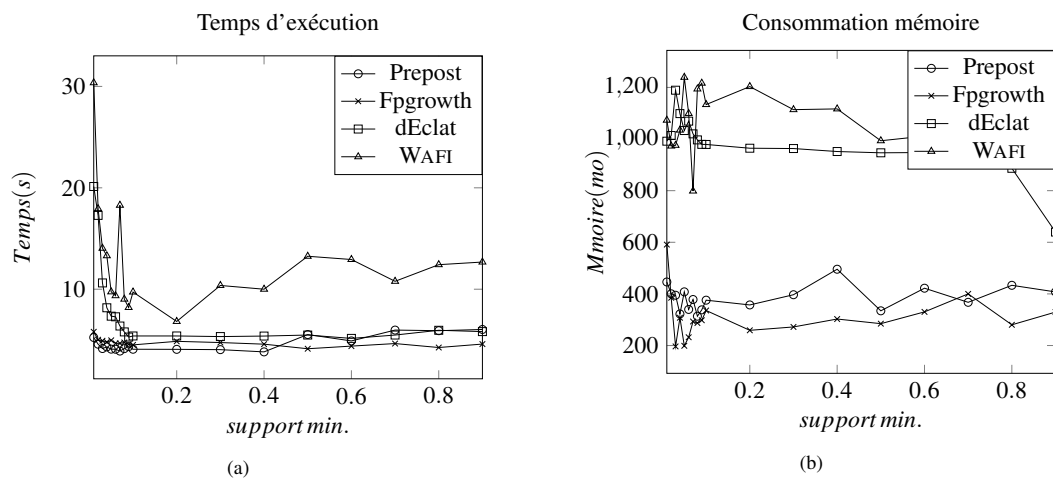 Temps d'exécution
Prepost
Fpgrowth
dEclat
WAFI
30
20
10
Temps(s)
0.2 0.4 0.6 0.8
support min.
(a)
Consommation mémoire
Prepost
Fpgrowth
dEclat
WAFI
1,200
1,000
800
600
400
200
Mmoire(mo)
0.2 0.4 0.6 0.8
support min.
(b)